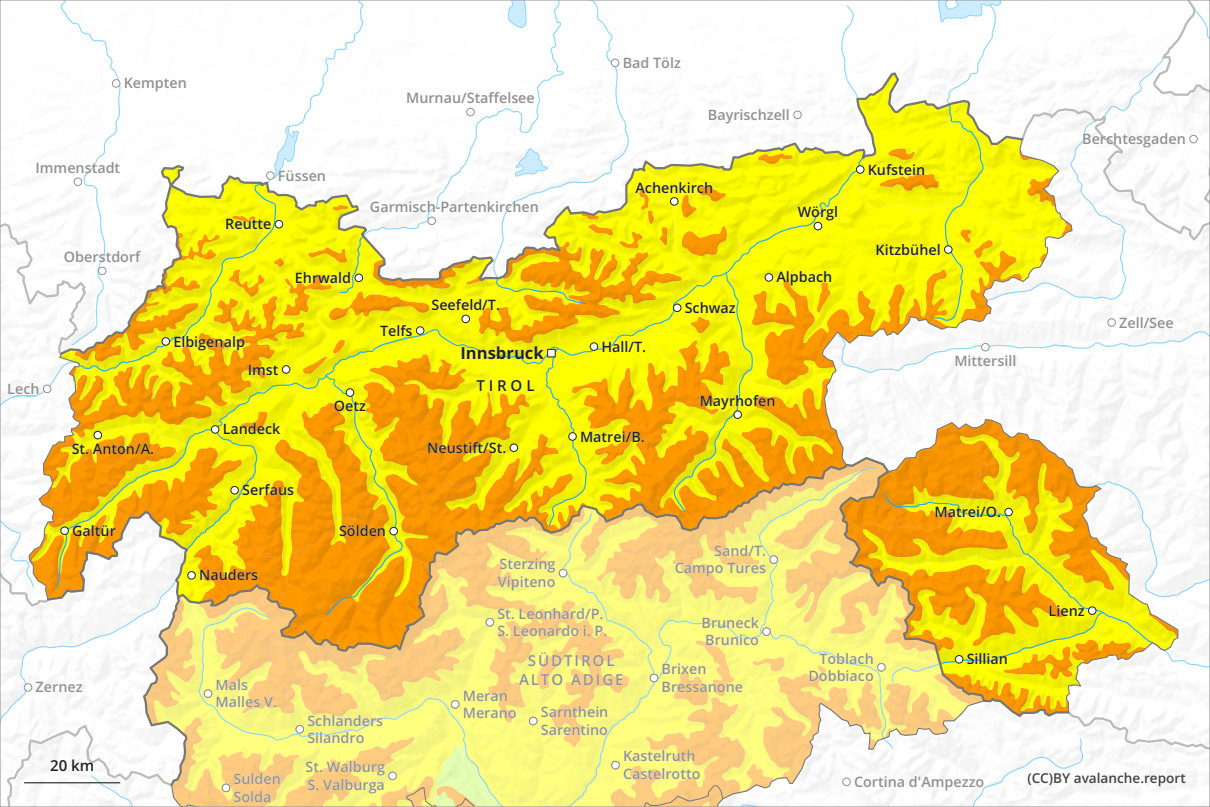 Kempten
Bad Tölz
Murnau/Staffelsee
Bayrischzell
Berchtesgaden
Immenstadt
Füssen
Kufstein
Achenkirch
Garmisch-Partenkirchen
Wörgl
Reutte
Kitzbühel
Oberstdorf
Ehrwald
Alpbach
Seefeld/T.
Schwaz
Zell/See
Telfs
Elbigenalp
Innsbruck
Hall/T.
Mittersill
Imst
TIROL
Lech
Oetz
Mayrhofen
Landeck
Matrei/B.
St. Anton/A.
Neustift/St.
Serfaus
Matrei/O.
Galtür
Sölden
Sand/T.
Campo Tures
Sterzing
Vipiteno
Nauders
St. Leonhard/P.
S. Leonardo i. P.
Lienz
Bruneck
Brunico
SÜDTIROL
ALTO ADIGE
Toblach
Dobbiaco
Sillian
Brixen
Bressanone
Zernez
Mals
Malles V.
Meran
Merano
Sarnthein
Sarentino
Schlanders
Silandro
Kastelruth
Castelrotto
St. Walburg
S. Valburga
20 km
Sulden
Solda
Cortina d'Ampezzo
(CC)BY avalanche.report